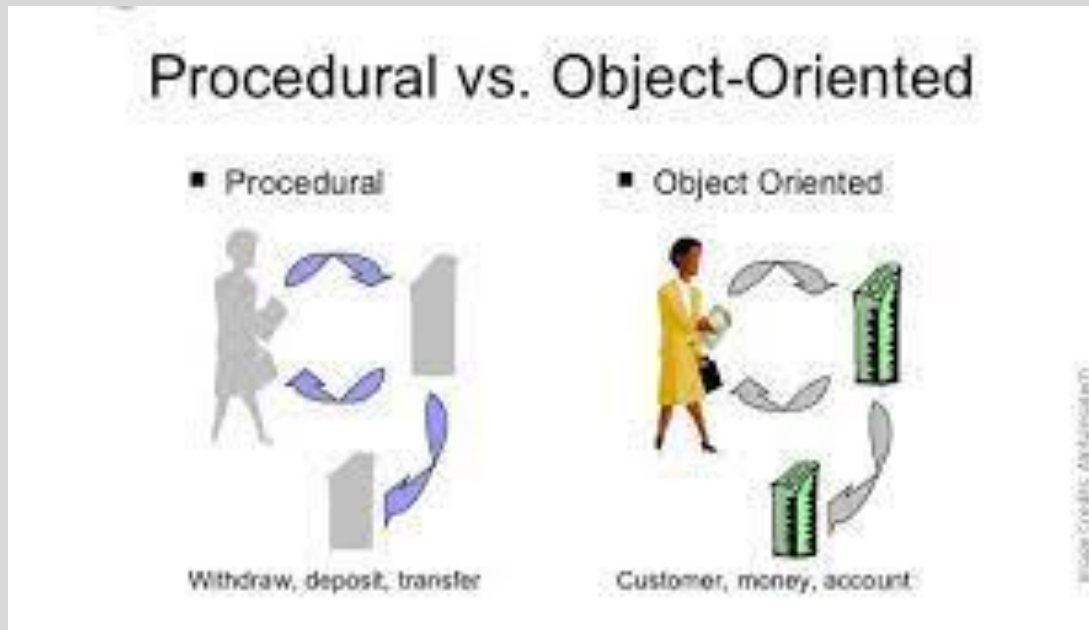 Procedural vs. Object-Oriented
▪ Procedural
▪ Object Oriented
Withdraw, deposit, transfer
Customer, money, account